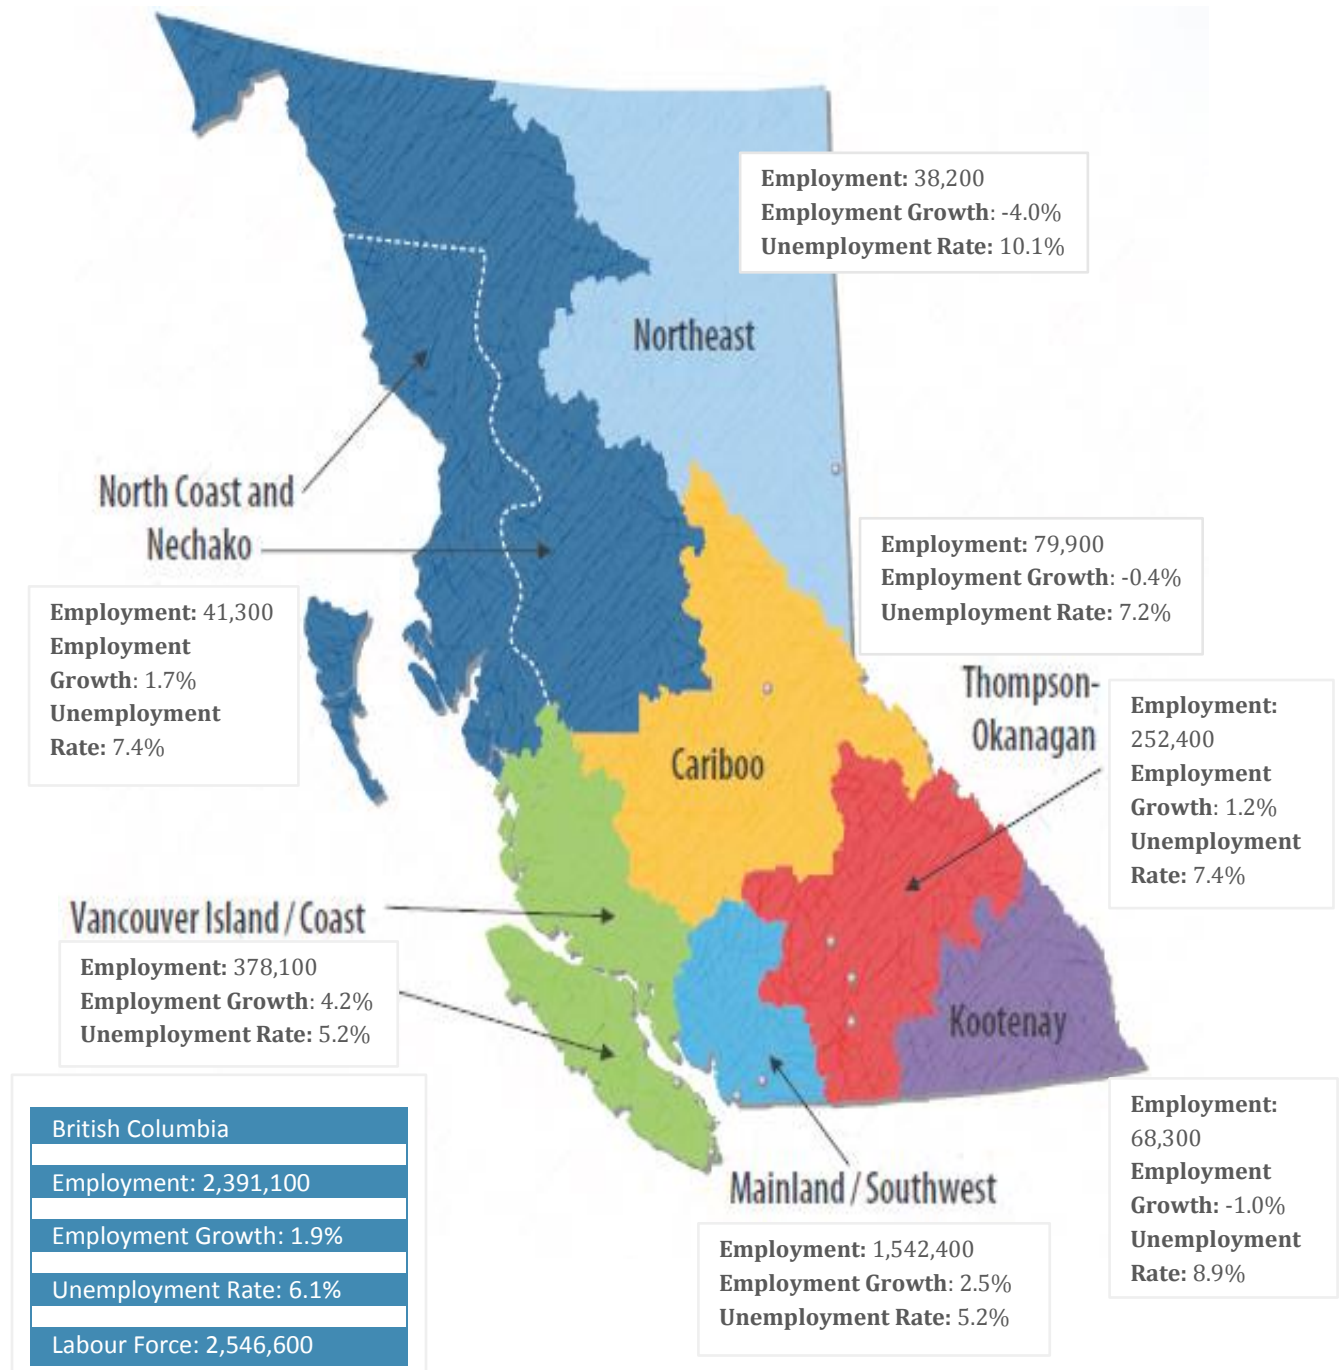 Employment: 38,200
Employment Growth: -4.0%
Unemployment Rate: 10.1%
Northeast
North Coast and
Nechako
Employment: 41,300
Employment
Growth: 1.7%
Unemployment
Rate: 7.4%
Employment: 79,900
Employment Growth: -0.4%
Unemployment Rate: 7.2%
Cariboo
Thompson-
Okanagan
Employment:
252,400
Employment
Growth: 1.2%
Unemployment
Rate: 7.4%
Vancouver Island / Coast
Employment: 378,100
Employment Growth: 4.2%
Unemployment Rate: 5.2%
Kootenay
Employment:
68,300
Employment
Growth: -1.0%
Unemployment
Rate: 8.9%
Mainland / Southwest
Employment: 1,542,400
Employment Growth: 2.5%
Unemployment Rate: 5.2%
British Columbia
Employment: 2,391,100
Employment Growth: 1.9%
Unemployment Rate: 6.1%
Labour Force: 2,546,600